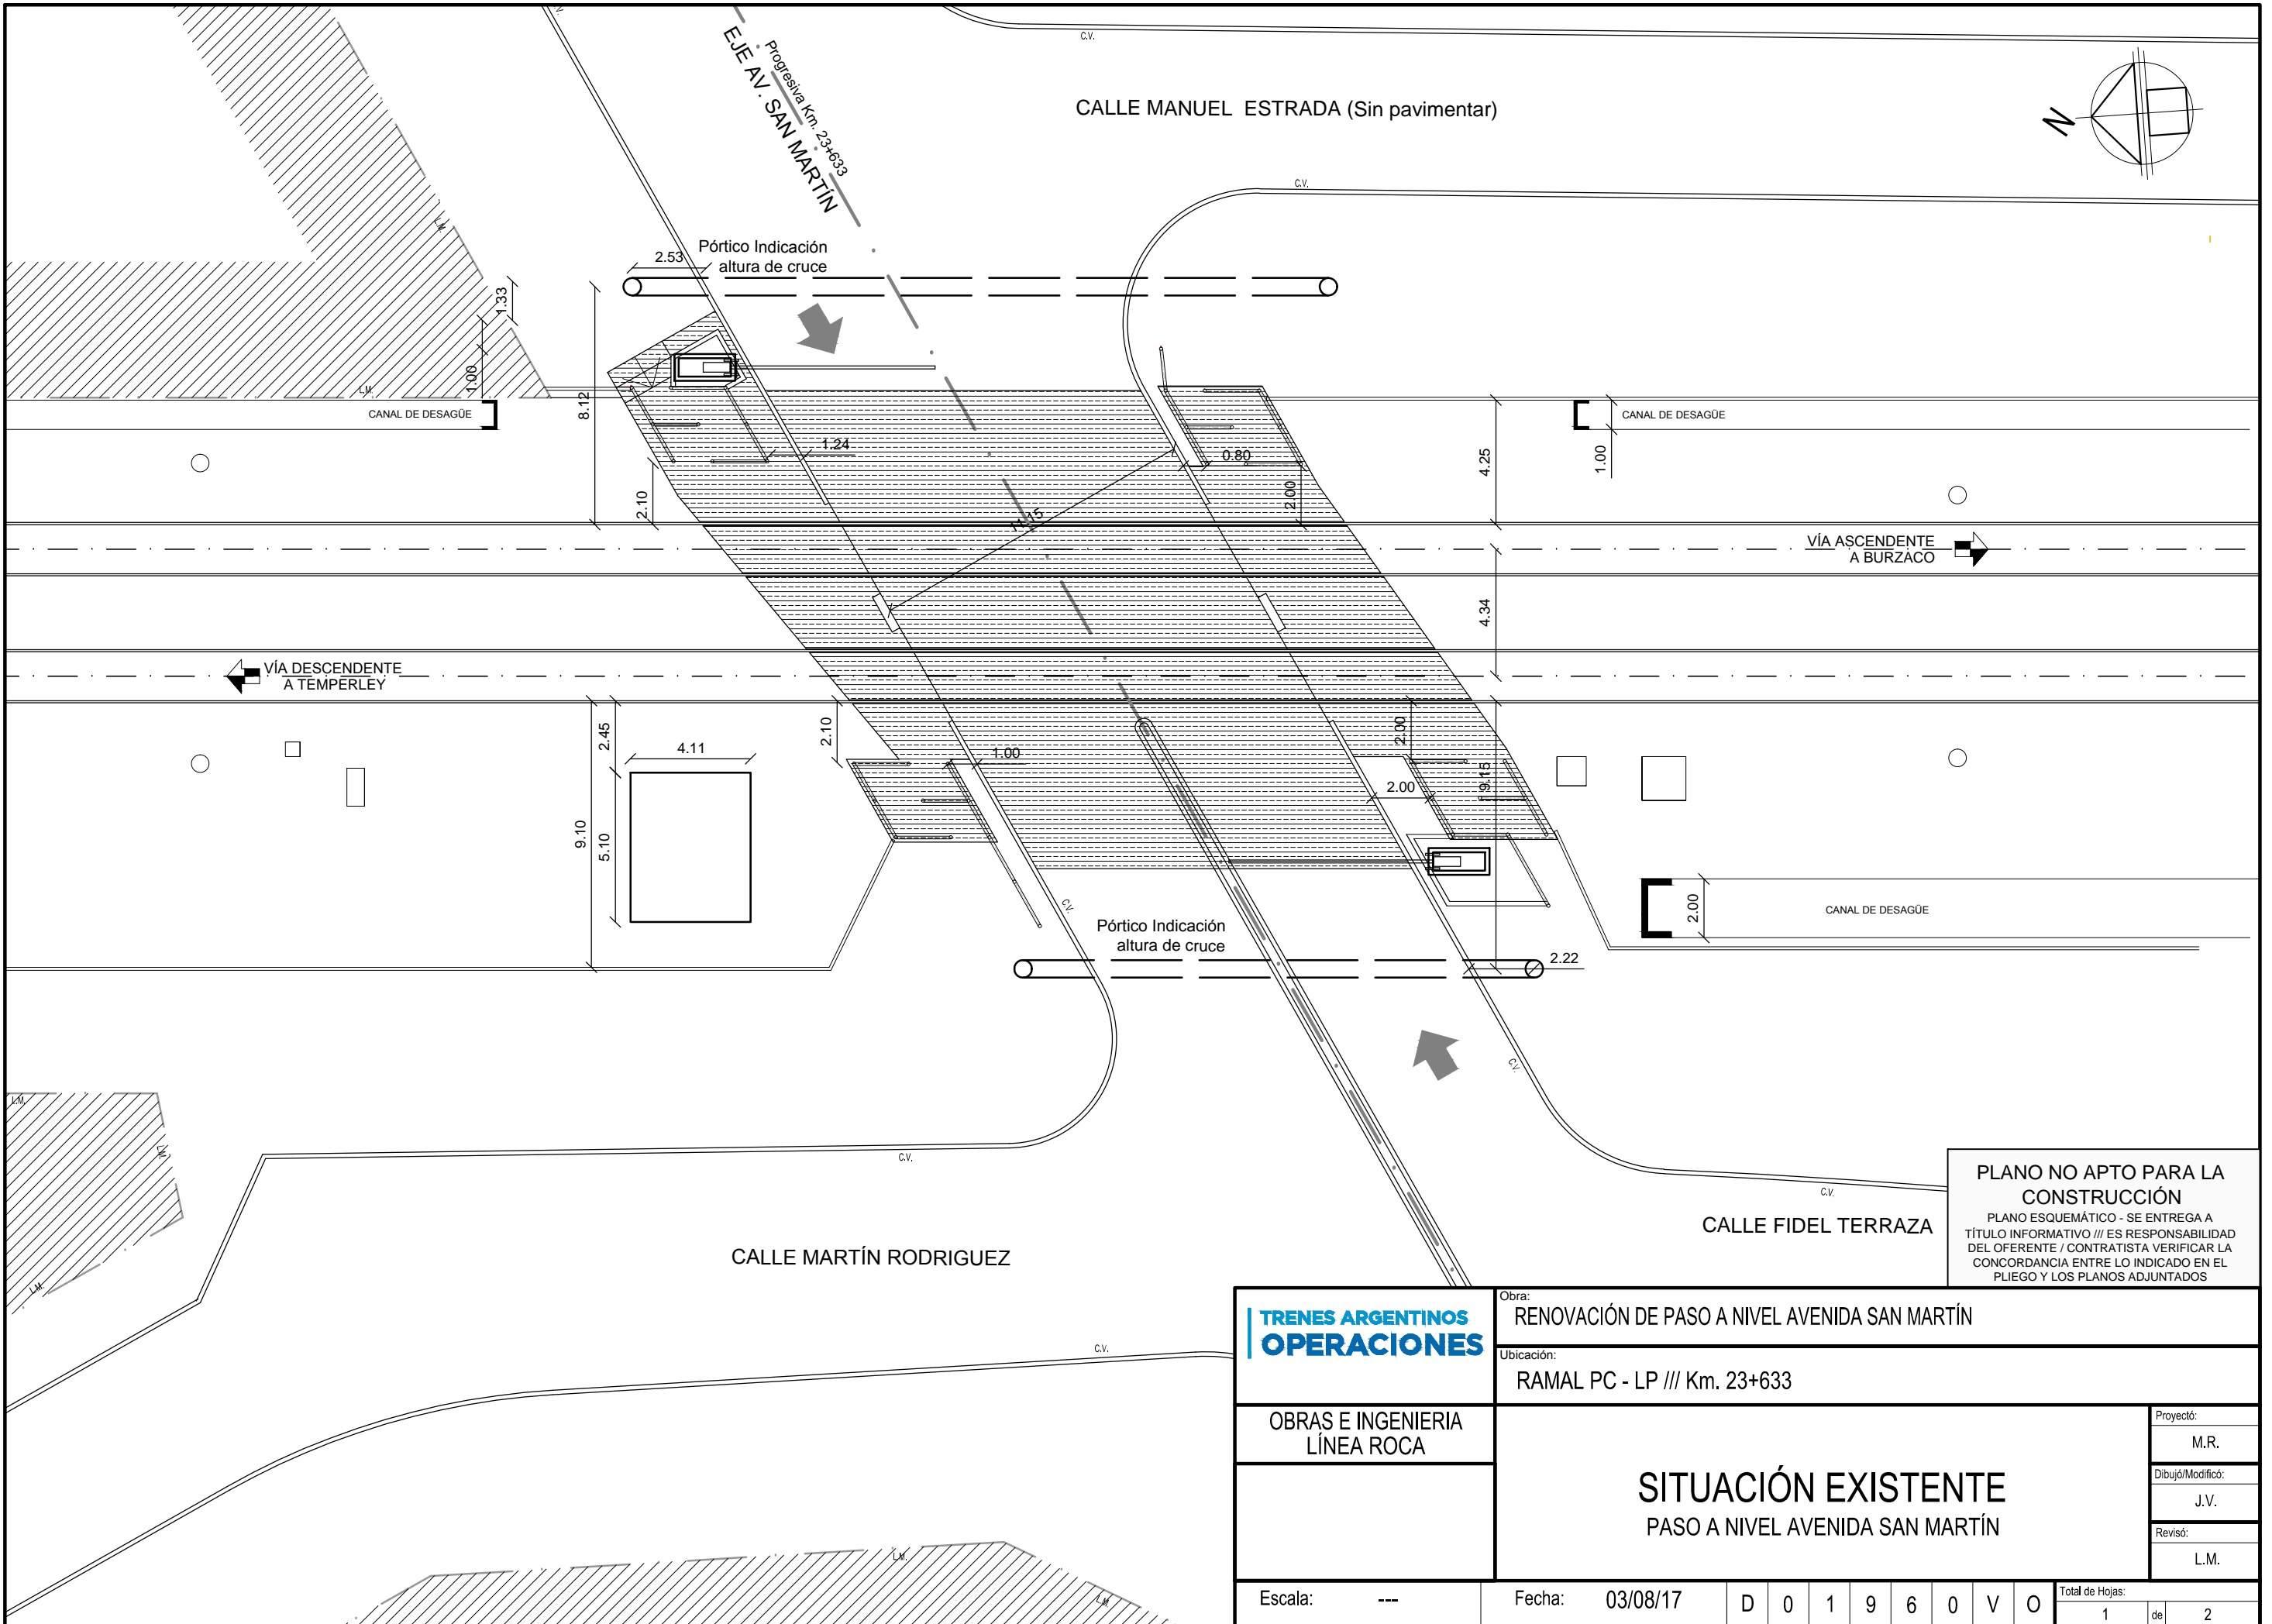 C.V.
C.V.
EJE AV. SAN MARTÍN
Progresiva Km. 23+633
CALLE MANUEL ESTRADA (Sin pavimentar)
N
C.V.
L.M.
Pórtico Indicación
altura de cruce
2.53
1.33
1.00
8.12
L.M.
CANAL DE DESAGÜE
CANAL DE DESAGÜE
1.00
4.25
1.24
0.80
2.10
2.00
11.15
VÍA ASCENDENTE
A BURZACO
4.34
VÍA DESCENDENTE
A TEMPERLEY
2.45
4.11
2.10
1.00
2.00
9.15
2.00
9.10
5.10
2.00
CANAL DE DESAGÜE
C.V.
Pórtico Indicación
altura de cruce
2.22
C.V.
L.M.
L.M.
L.M.
C.V.
C.V.
CALLE MARTÍN RODRIGUEZ
CALLE FIDEL TERRAZA
C.V.
L.M.
L.M.
PLANO NO APTO PARA LA
CONSTRUCCIÓN
PLANO ESQUEMÁTICO - SE ENTREGA A
TÍTULO INFORMATIVO /// ES RESPONSABILIDAD
DEL OFERENTE / CONTRATISTA VERIFICAR LA
CONCORDANCIA ENTRE LO INDICADO EN EL
PLIEGO Y LOS PLANOS ADJUNTADOS
TRENES ARGENTINOS
OPERACIONES
Obra:
RENOVACIÓN DE PASO A NIVEL AVENIDA SAN MARTÍN
Ubicación:
RAMAL PC - LP /// Km. 23+633
OBRAS E INGENIERIA
LÍNEA ROCA
SITUACIÓN EXISTENTE
PASO A NIVEL AVENIDA SAN MARTÍN
Proyectó:
M.R.
Dibujó/Modificó:
J.V.
Revisó:
L.M.
Escala: ---
Fecha: 03/08/17
D 0 1 9 6 0 V O
Total de Hojas:
1 de 2